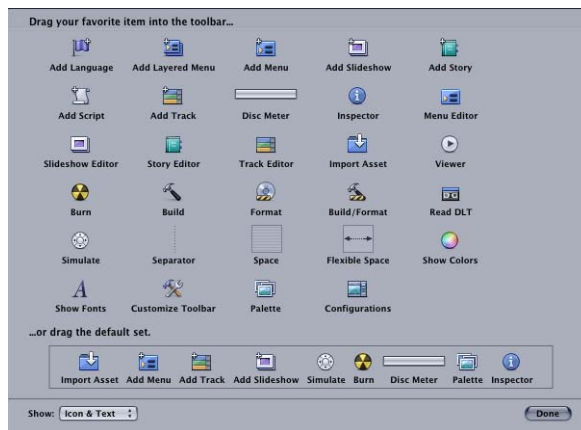 Drag your favorite item into the toolbar...
Add Language Add Layered Menu Add Menu Add Slideshow Add Story
Add Script Add Track Disc Meter Inspector Menu Editor
Slideshow Editor Story Editor Track Editor Import Asset Viewer
Burn Build Format Build/Format Read DLT
Simulate Separator Space Flexible Space Show Colors
Show Fonts Customize Toolbar Palette Configurations
...or drag the default set.
Import Asset Add Menu Add Track Add Slideshow Simulate Burn Disc Meter Palette Inspector
Show: Icon & Text Done